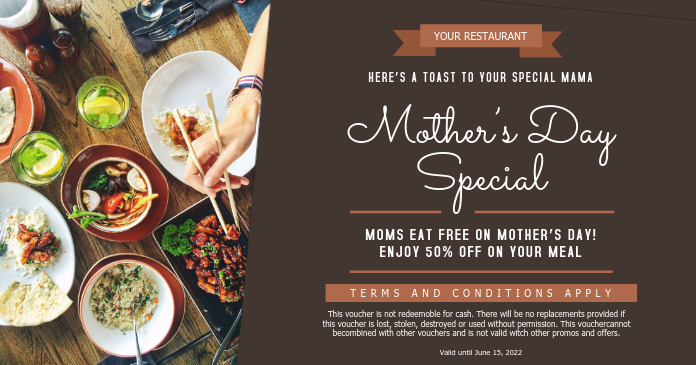 YOUR RESTAURANT
HERE'S A TOAST TO YOUR SPECIAL MAMA
Mother's Day
Special
MOMS EAT FREE ON MOTHER'S DAY!
ENJOY 50% OFF ON YOUR MEAL
TERMS AND CONDITIONS APPLY
This voucher is not redeemoble for cash. There will be no replacements provided if
this voucher is lost, stolen, destroyed or used without permission. This vouchercannot
becombined with other vouchers and is not valid witch other promos and offers.
Valid until June 15, 2022